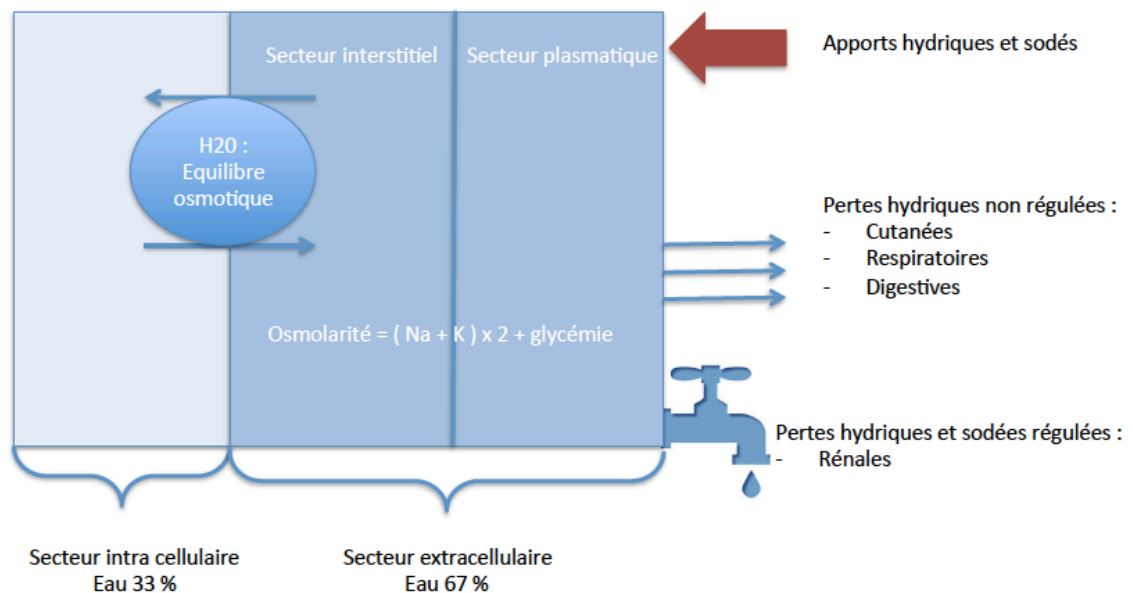 Secteur interstitiel
Secteur plasmatique
Apports hydriques et sodés
H20 :
Equilibre
osmotique
Pertes hydriques non régulées :
- Cutanées
- Respiratoires
- Digestives
Osmolarité = ( Na + K ) x 2 + glycémie
Pertes hydriques et sodées régulées :
- Rénales
Secteur intra cellulaire
Eau 33 %
Secteur extracellulaire
Eau 67 %